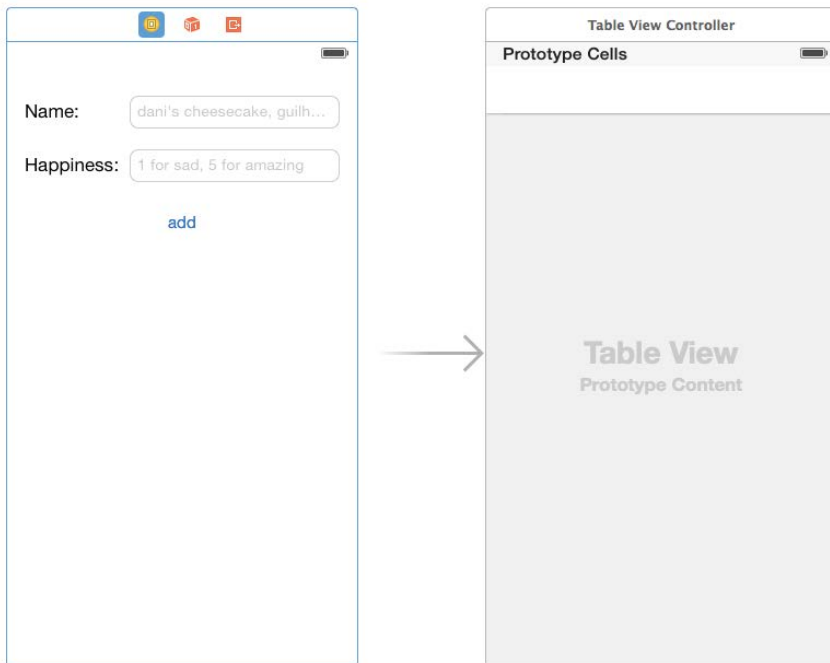 Name:
dani's cheesecake, guilh...
Happiness:
1 for sad, 5 for amazing
add
Table View Controller
Prototype Cells
Table View
Prototype Content